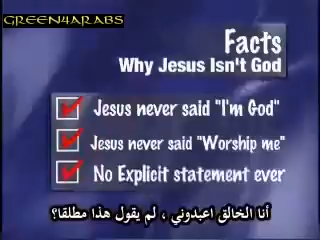 GREEN4ARABS
Facts
Why Jesus Isn't God
Jesus never said "I'm God"
Jesus never said "Worship me"
No Explicit statement ever
أنا الخالق اعبدوني ، لم يقول هذا مطلقا؟